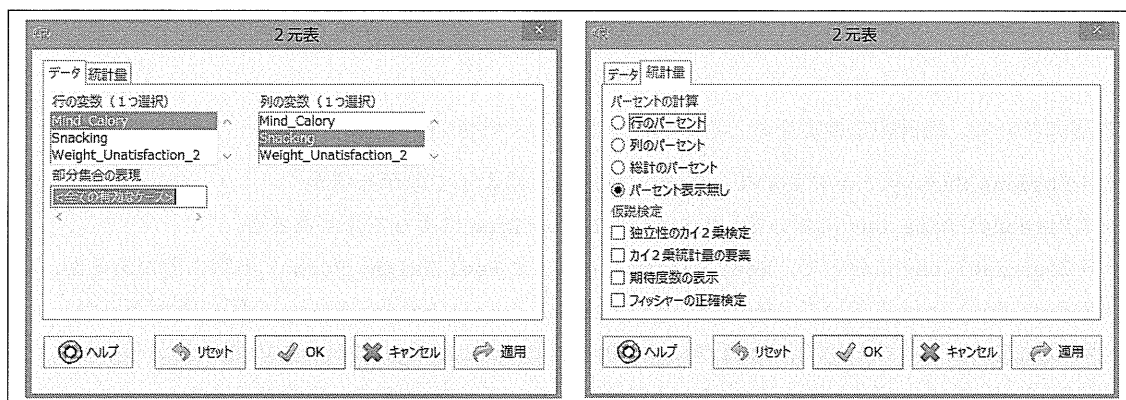 2元表
データ 統計量
行の変数（1つ選択）
Mind_Calory
Snacking
Weight_Unatisfaction_2
列の変数（1つ選択）
Mind_Calory
Snacking
Weight_Unatisfaction_2
部分集合の表現
<全ての有効なケース>
ヘルプ リセット OK キャンセル 適用
2元表
データ 統計量
パーセントの計算
行のパーセント
列のパーセント
総計のパーセント
パーセント表示無し
仮説検定
独立性のカイ2乗検定
カイ2乗統計量の要素
期待度数の表示
フィッシャーの正確検定
ヘルプ リセット OK キャンセル 適用